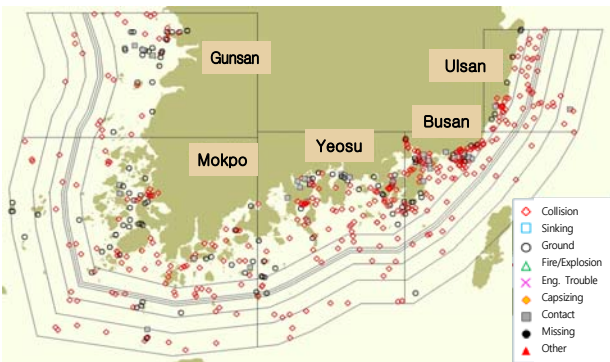 Gunsan
Ulsan
Busan
Yeosu
Mokpo
Collision
Sinking
Ground
Fire/Explosion
Eng. Trouble
Capsizing
Contact
Missing
Other